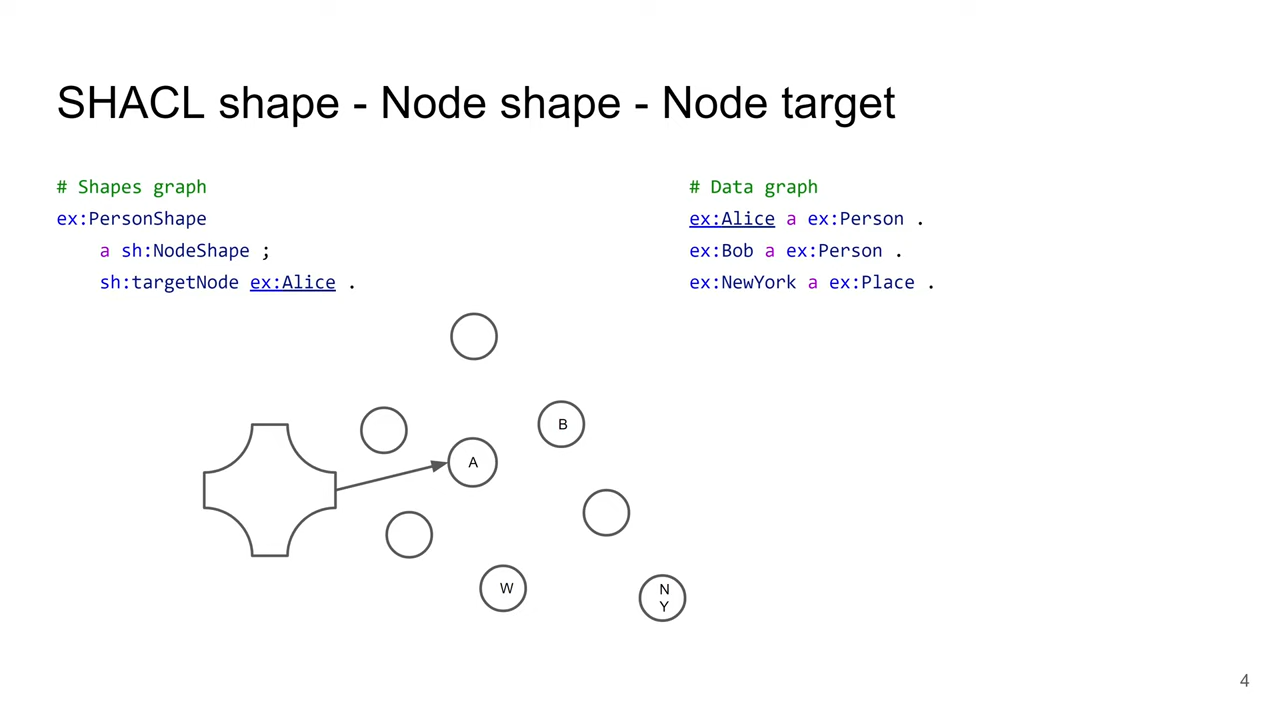 SHACL shape - Node shape - Node target
# Shapes graph
ex:PersonShape
    a sh:NodeShape ;
    sh:targetNode ex:Alice .
# Data graph
ex:Alice a ex:Person .
ex:Bob a ex:Person .
ex:NewYork a ex:Place .
B
A
W
N
Y
4